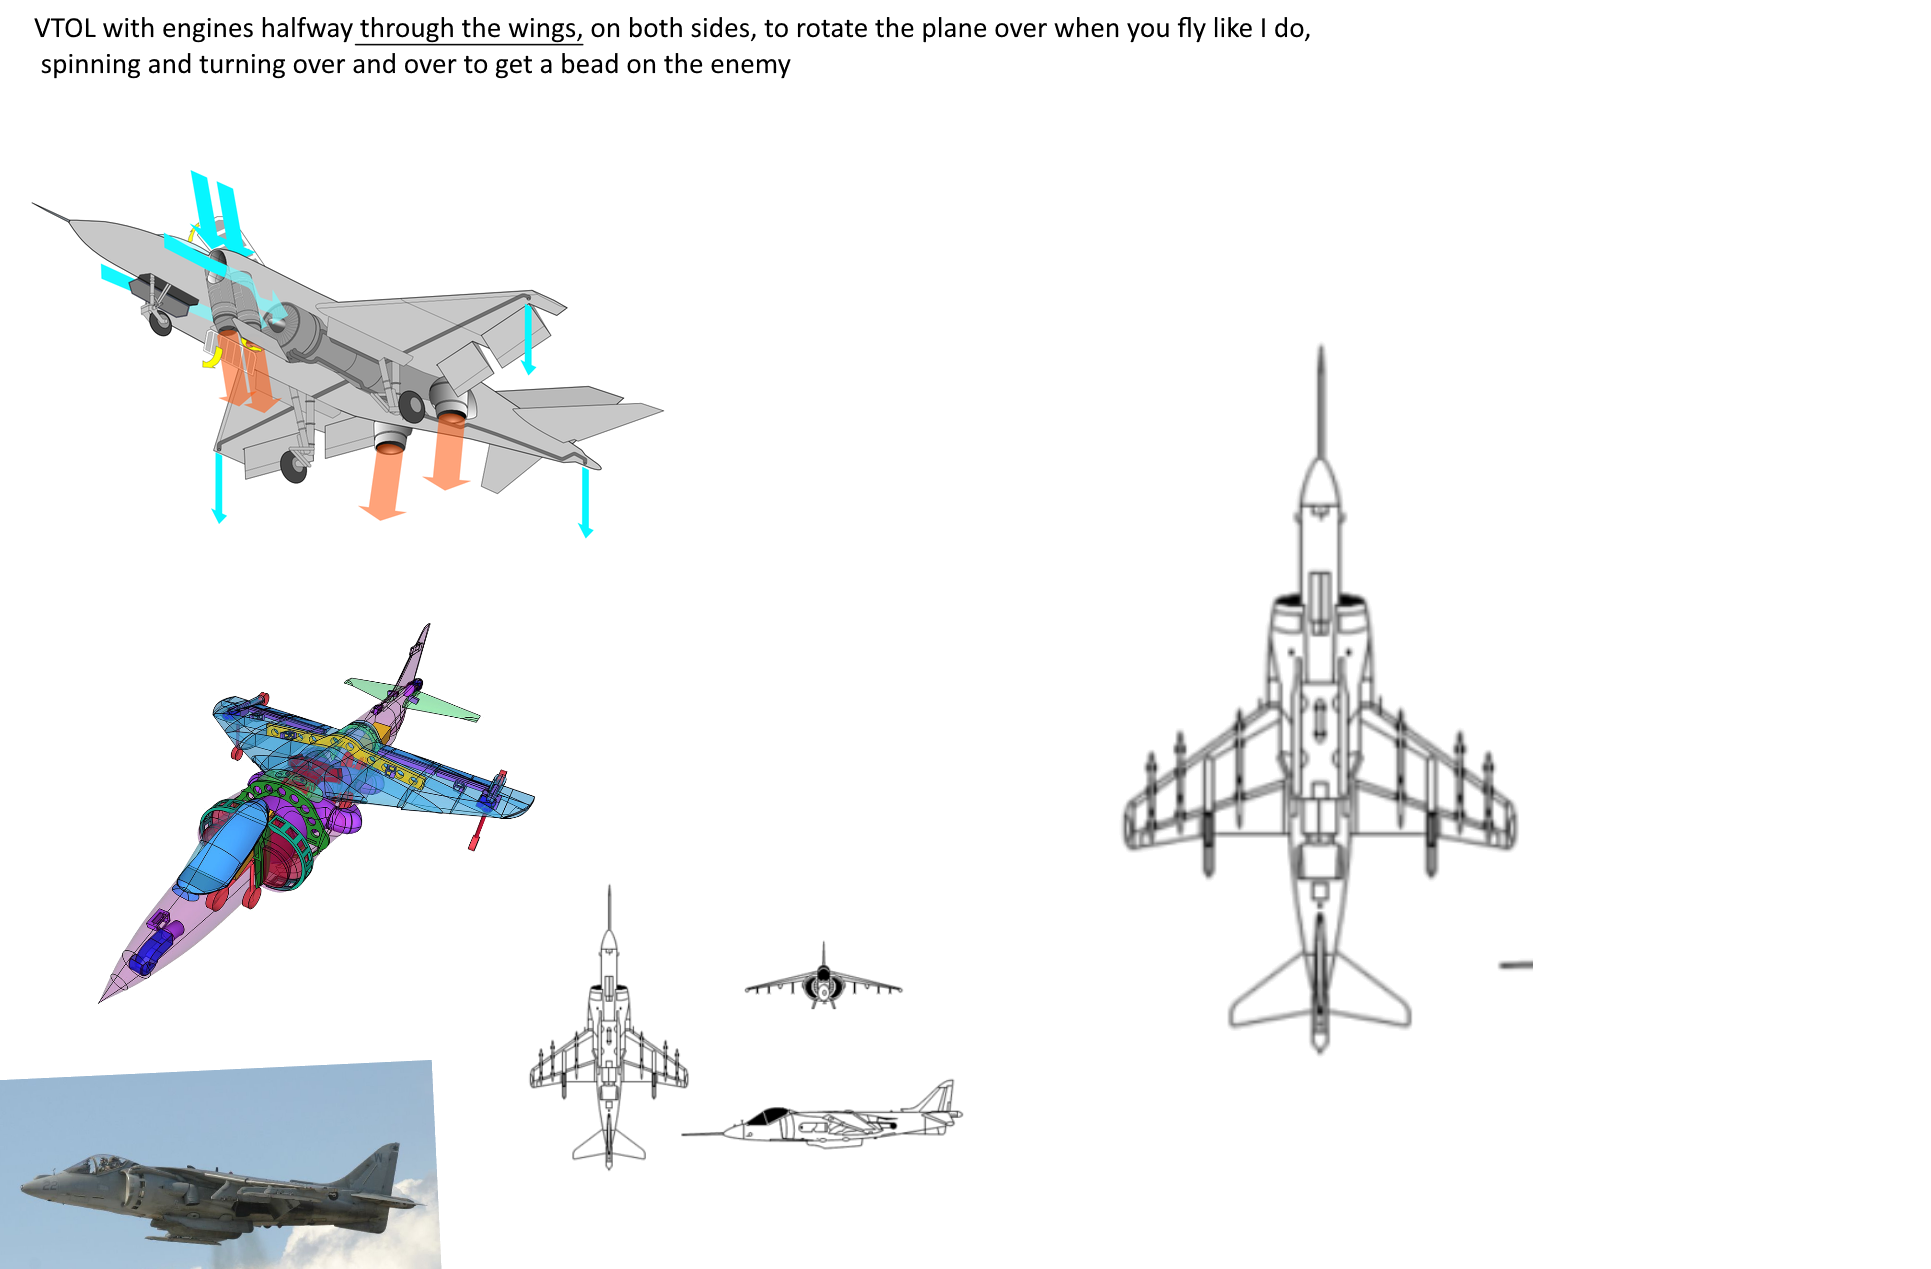 VTOL with engines halfway through the wings, on both sides, to rotate the plane over when you fly like I do,
spinning and turning over and over to get a bead on the enemy